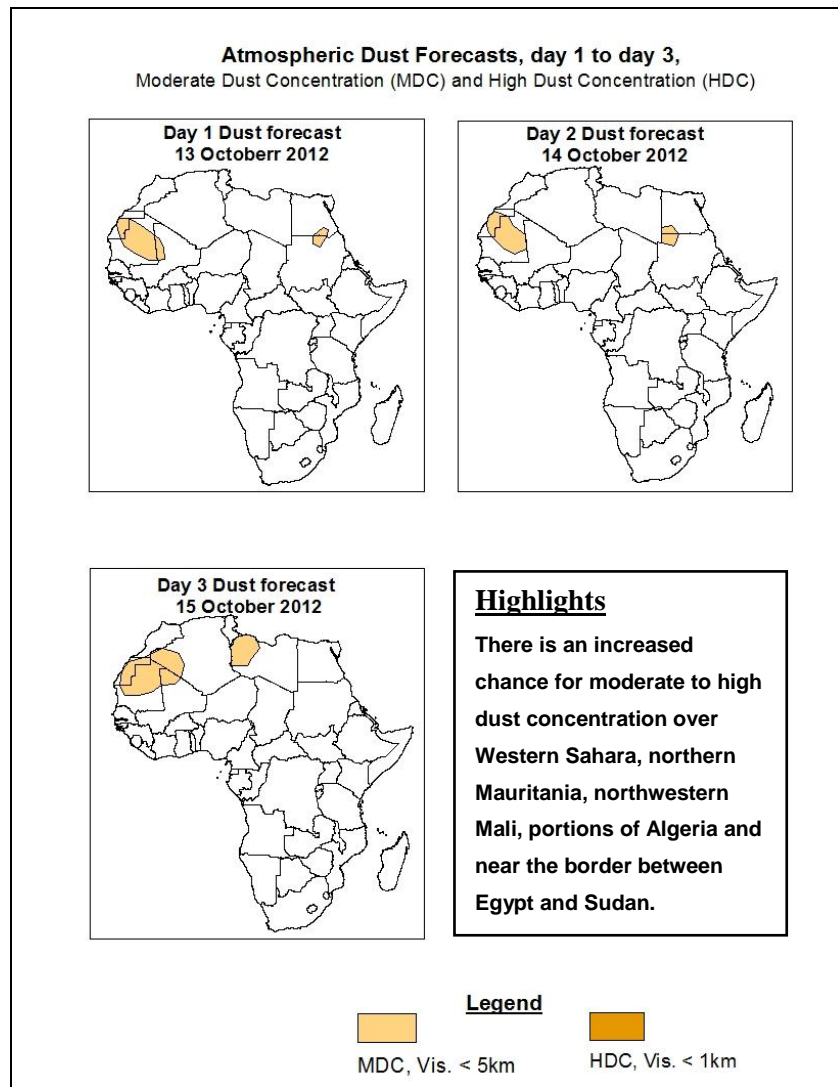 Atmospheric Dust Forecasts, day 1 to day 3,
Moderate Dust Concentration (MDC) and High Dust Concentration (HDC)
Day 1 Dust forecast
13 Octoberr 2012
Day 2 Dust forecast
14 October 2012
Day 3 Dust forecast
15 October 2012
Highlights
There is an increased
chance for moderate to high
dust concentration over
Western Sahara, northern
Mauritania, northwestern
Mali, portions of Algeria and
near the border between
Egypt and Sudan.
Legend
MDC, Vis. < 5km
HDC, Vis. < 1km